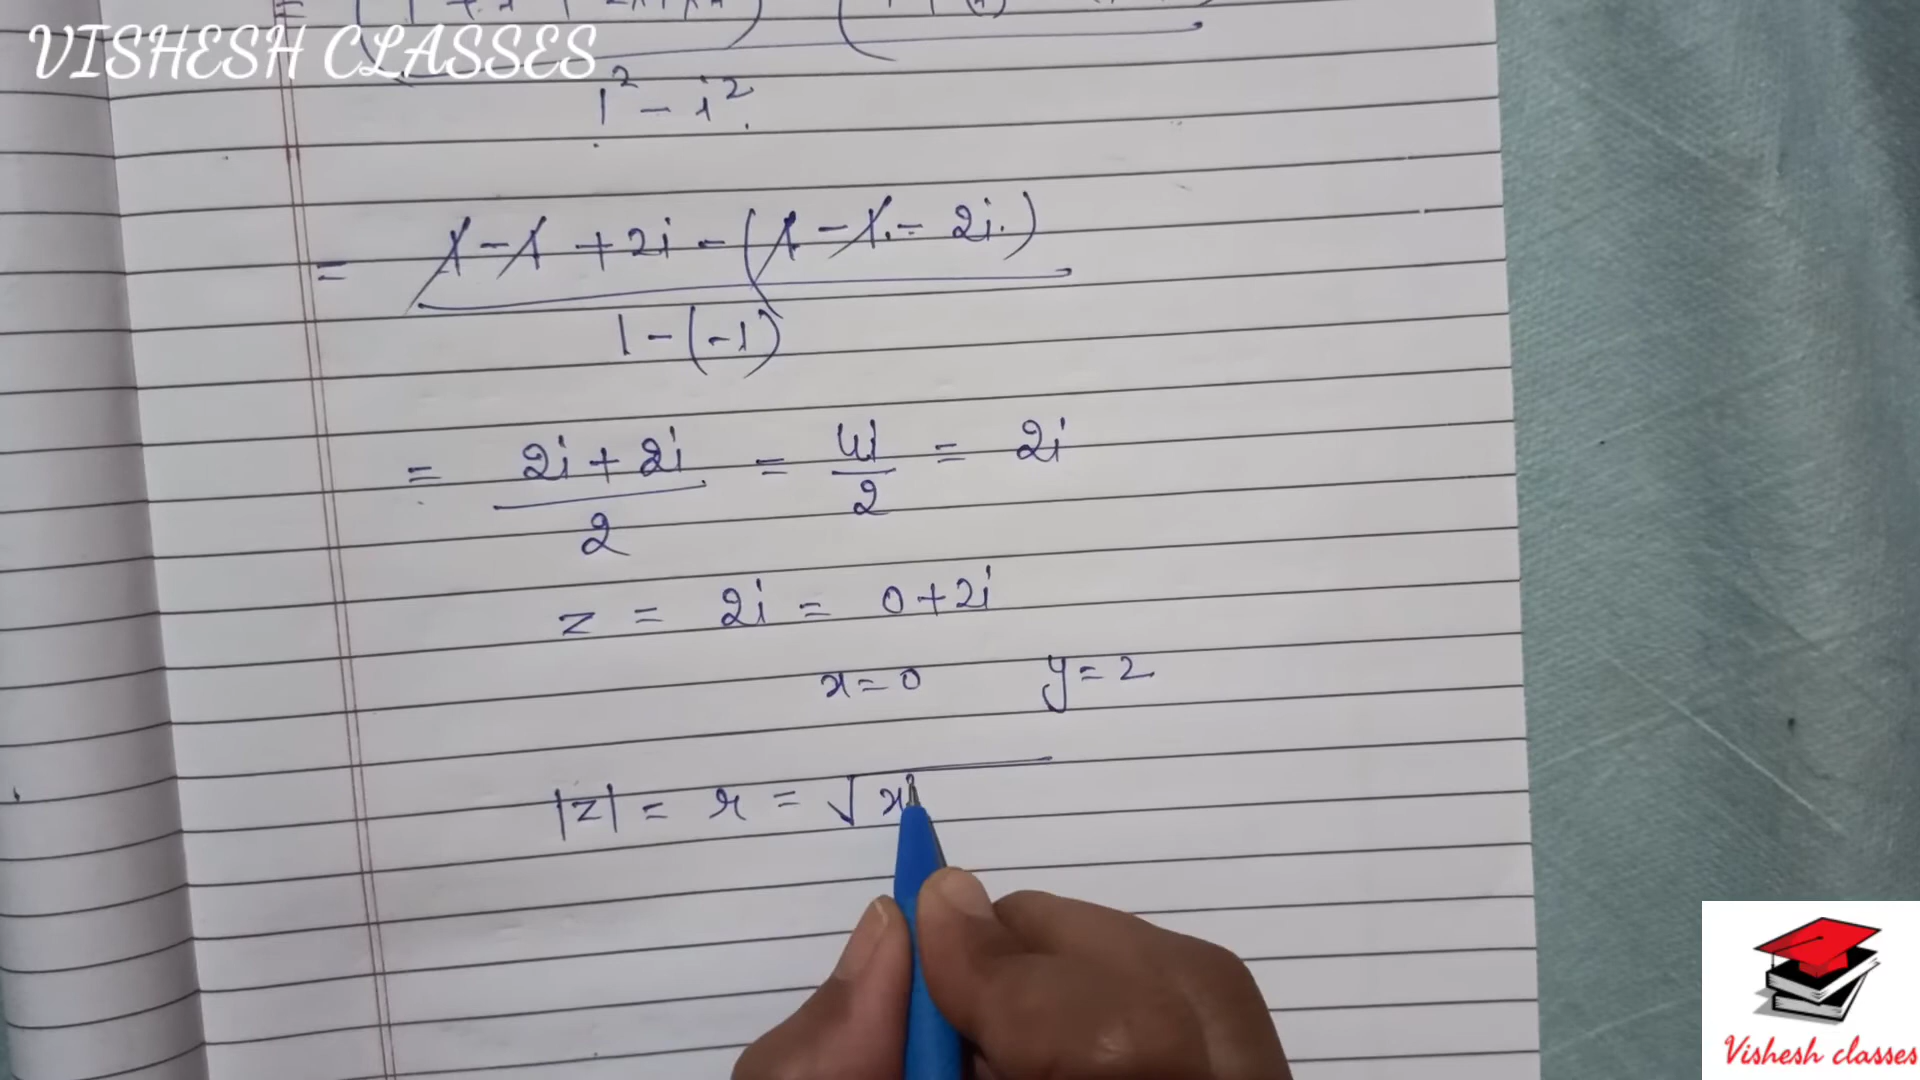 VISHESH CLASSES
1² - i²
= 1 - 1 + 2i - (1 - 1 - 2i)
1 - (-1)
= 2i + 2i = 4i = 2i
2 2
z = 2i = 0 + 2i
x = 0 y = 2
|z| = r = √x²
Vishesh classes